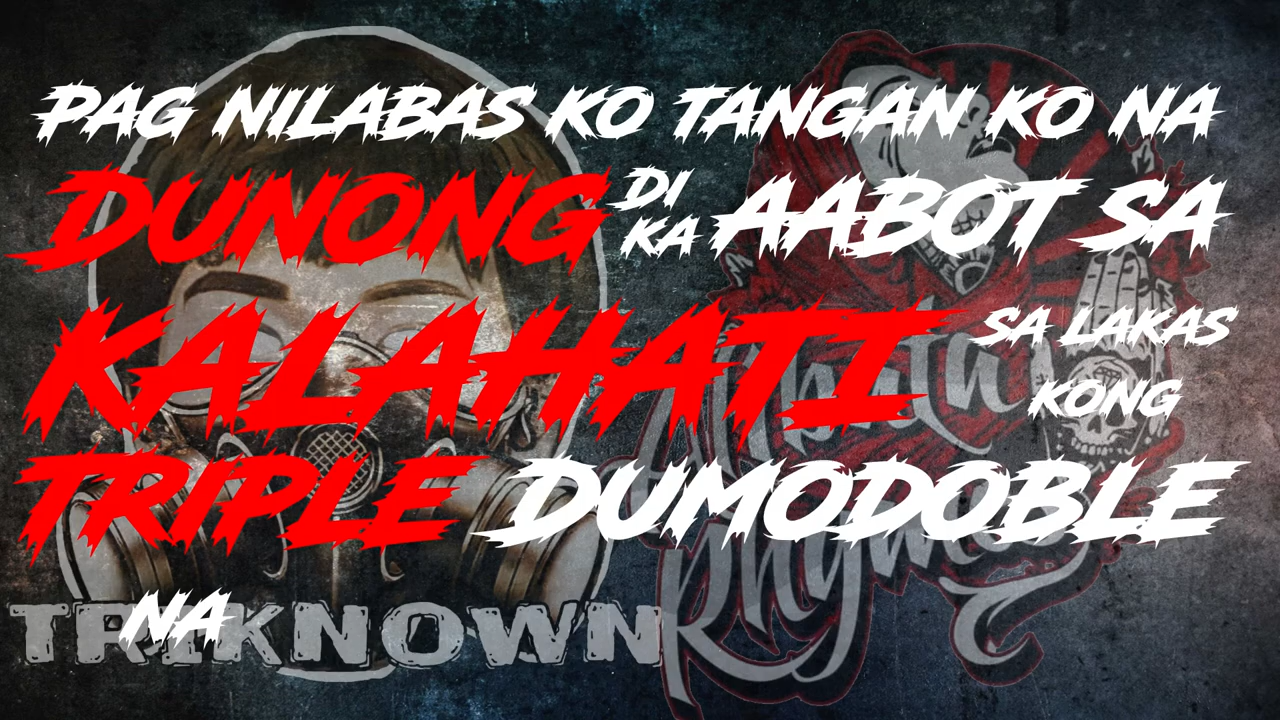 PAG NILABAS KO TANGAN KO NA
DUNONG DI KA AABOT SA
KALAHATI SA LAKAS KONG
TRIPLE DUMODOBLE
NA
TRIKNOWN
Rhymes